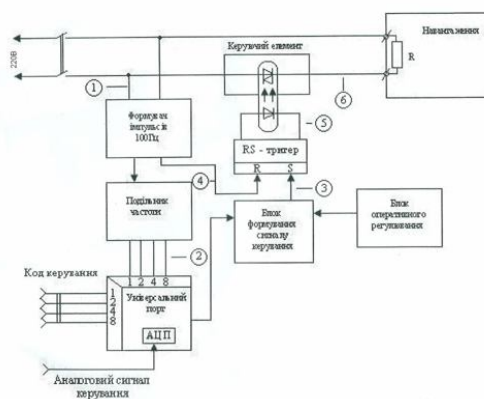 220В
Керуючий елемент
Навантаження
R
1
6
Формувач
імпульсів
100Гц
5
RS - тригер
R S
4
3
Подільник
частоти
Блок
формування
сигналу
керування
Блок
оперативного
регулювання
2
Код керування
1 2 4 8
1
2
4
8
Універсальний
порт
АЦП
Аналоговий сигнал
керування